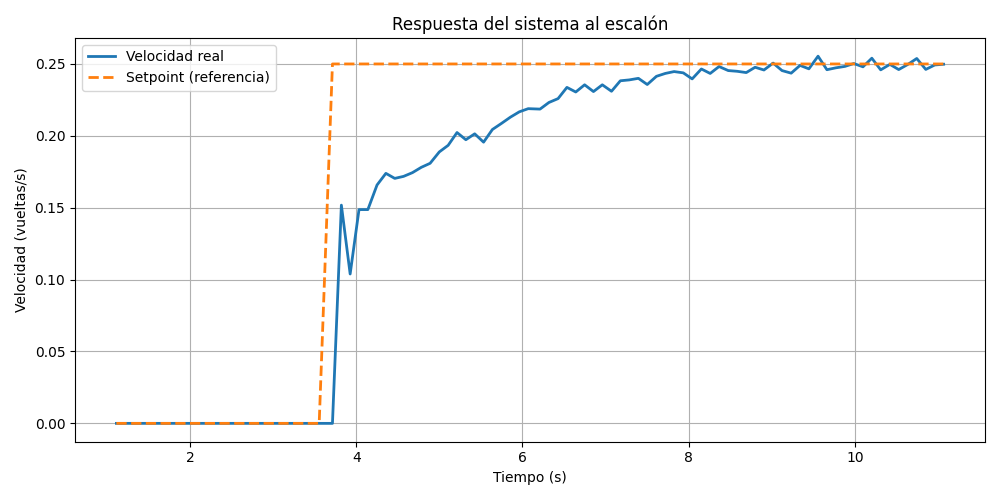 Respuesta del sistema al escalón
Velocidad real
Setpoint (referencia)
Velocidad (vueltas/s)
0.25
0.20
0.15
0.10
0.05
0.00
2 4 6 8 10
Tiempo (s)